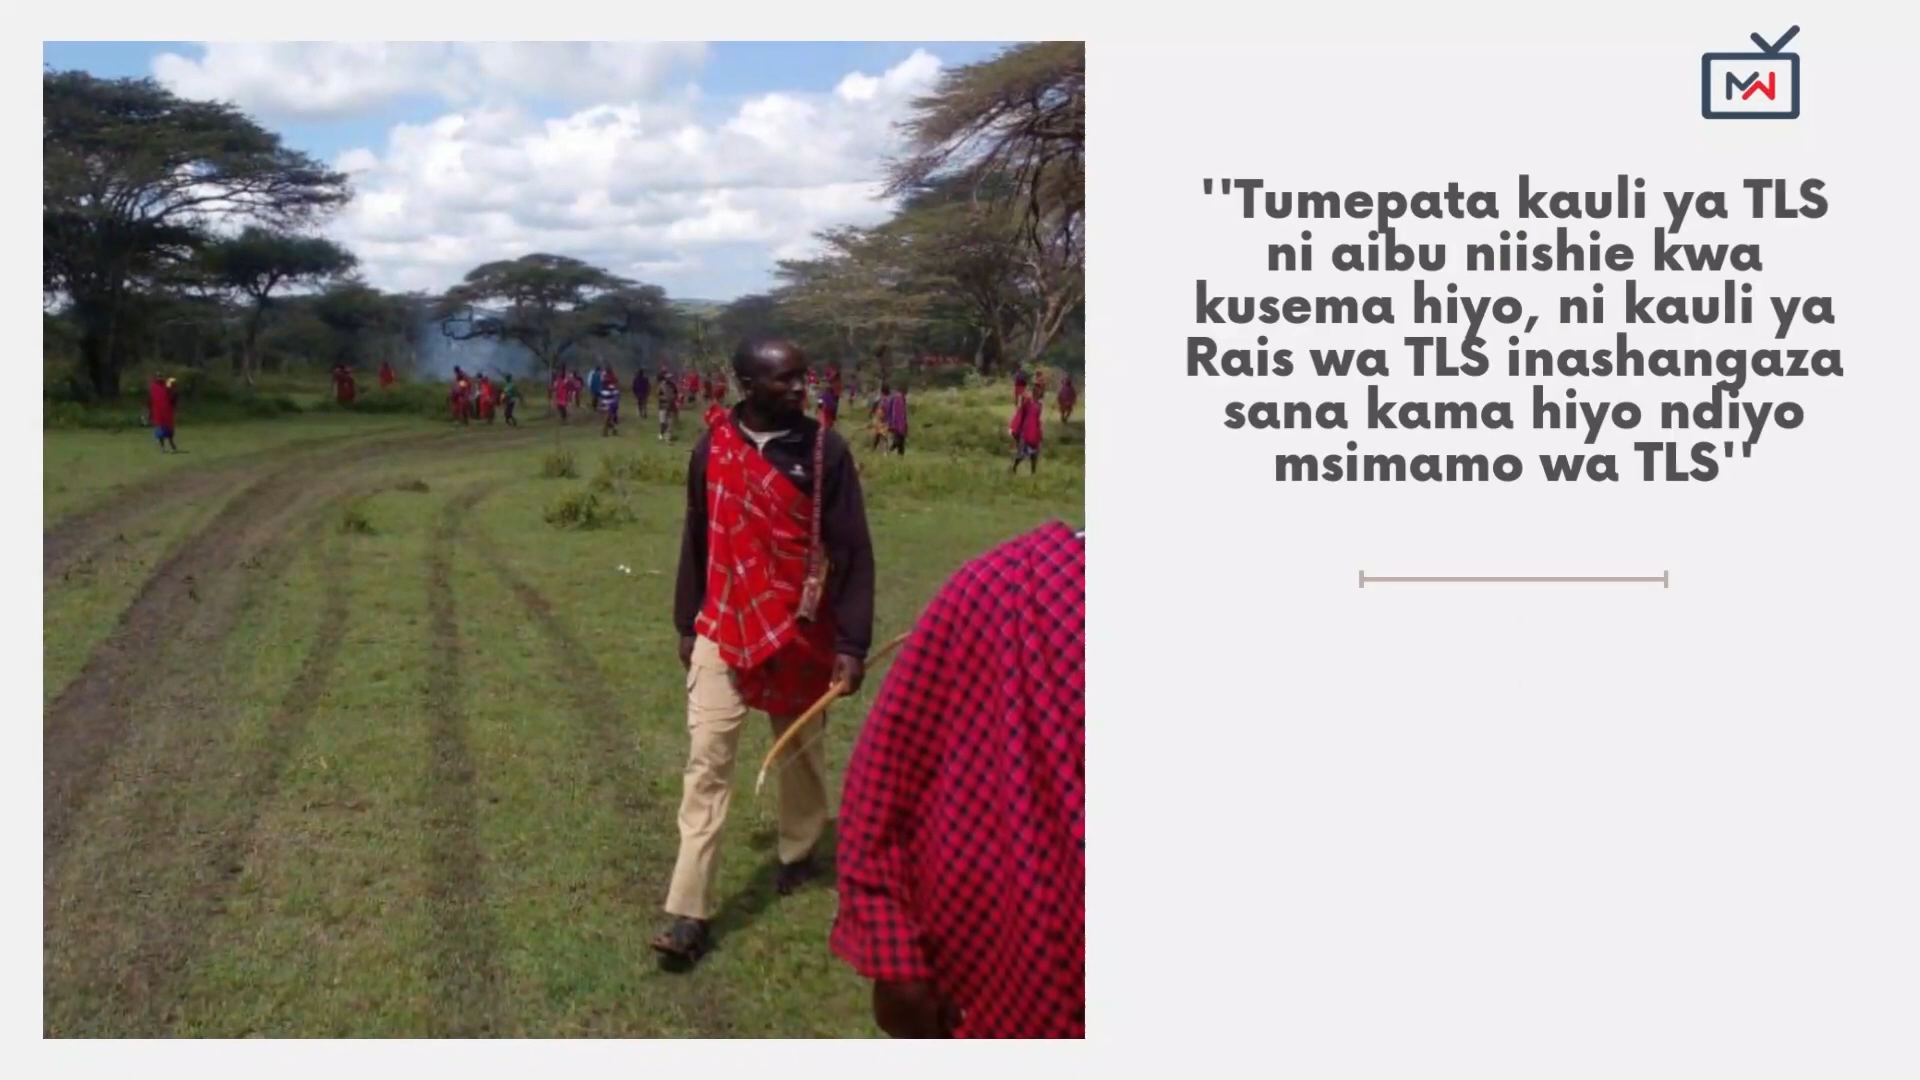 MW
''Tumepata kauli ya TLS
ni aibu niishie kwa
kusema hiyo, ni kauli ya
Rais wa TLS inashangaza
sana kama hiyo ndiyo
msimamo wa TLS''